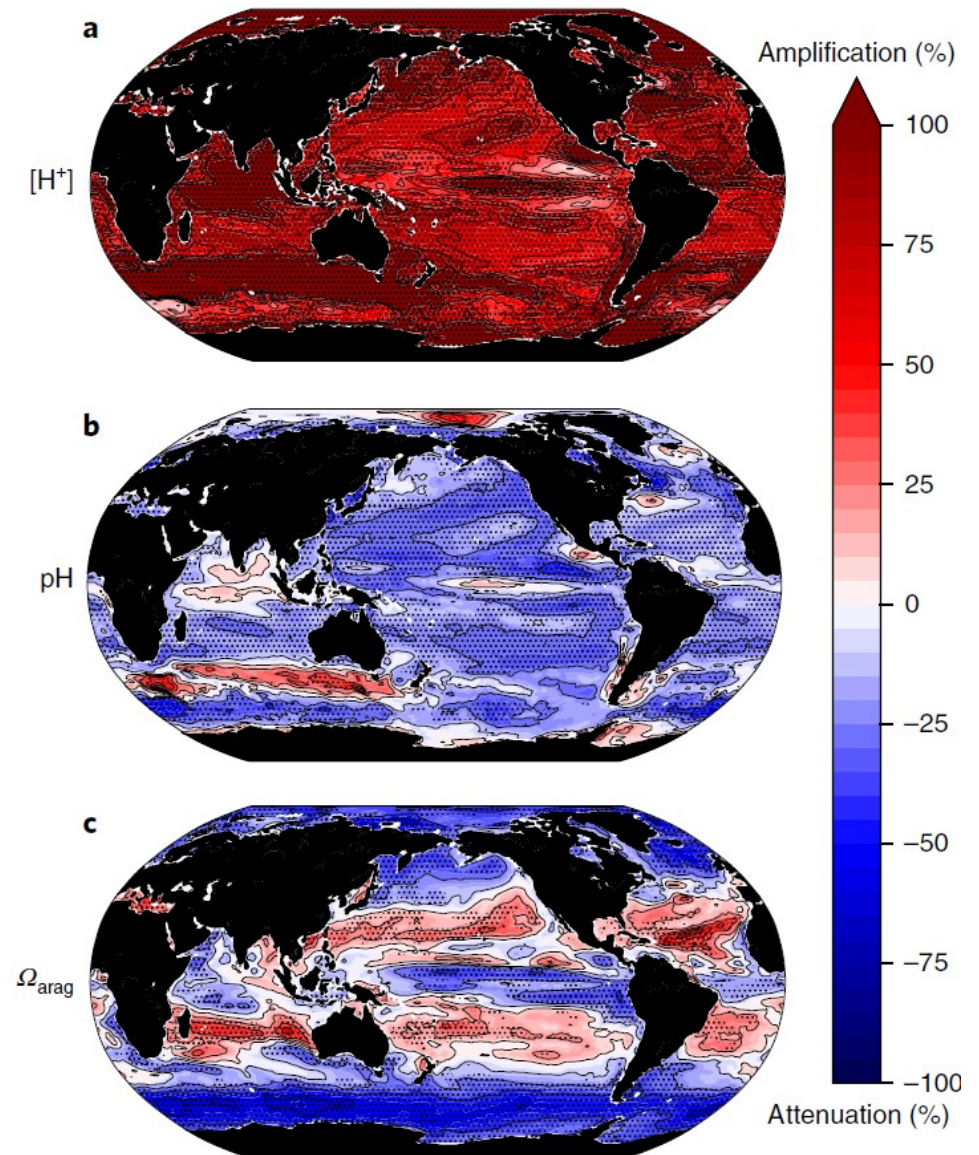 a
Amplification (%)
[H⁺]
100
75
50
25
0
−25
−50
−75
−100
Attenuation (%)
b
pH
c
Ωarag